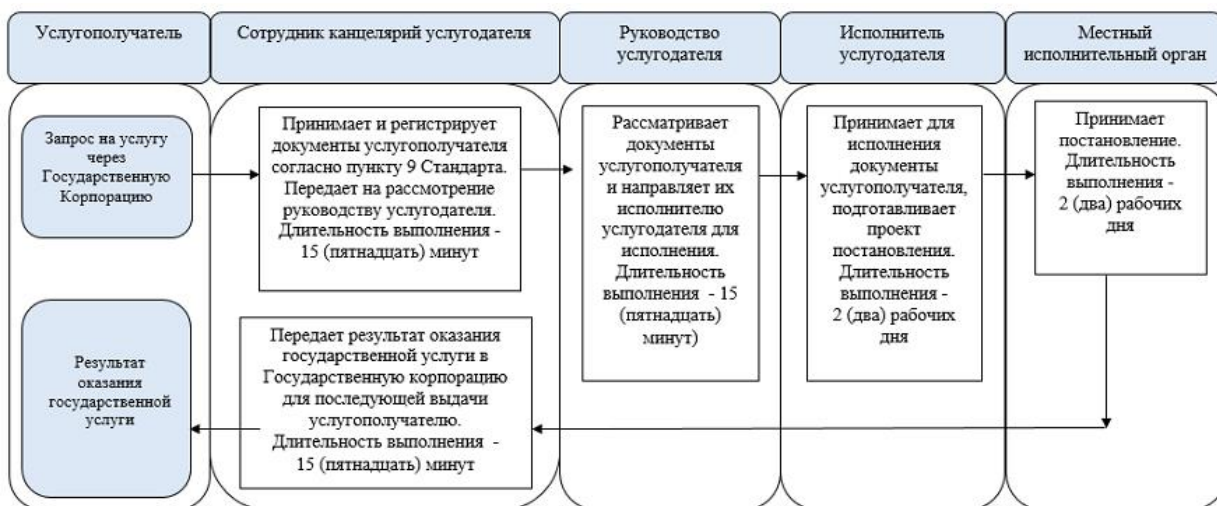 Услугополучатель
Сотрудник канцелярий услугодателя
Руководство
услугодателя
Исполнитель
услугодателя
Местный
исполнительный орган
Запрос на услугу
через
Государственную
Корпорацию
Принимает и регистрирует
документы услугополучателя
согласно пункту 9 Стандарта.
Передает на рассмотрение
руководству услугодателя.
Длительность выполнения -
15 (пятнадцать) минут
Рассматривает
документы
услугополучателя
и направляет их
исполнителю
услугодателя для
исполнения.
Длительность
выполнения - 15
(пятнадцать)
минут)
Принимает для
исполнения
документы
услугополучателя,
подготавливает
проект
постановления.
Длительность
выполнения -
2 (два) рабочих
дня
Принимает
постановление.
Длительность
выполнения -
2 (два) рабочих
дня
Результат
оказания
государственной
услуги
Передает результат оказания
государственной услуги в
Государственную корпорацию
для последующей выдачи
услугополучателю.
Длительность выполнения -
15 (пятнадцать) минут